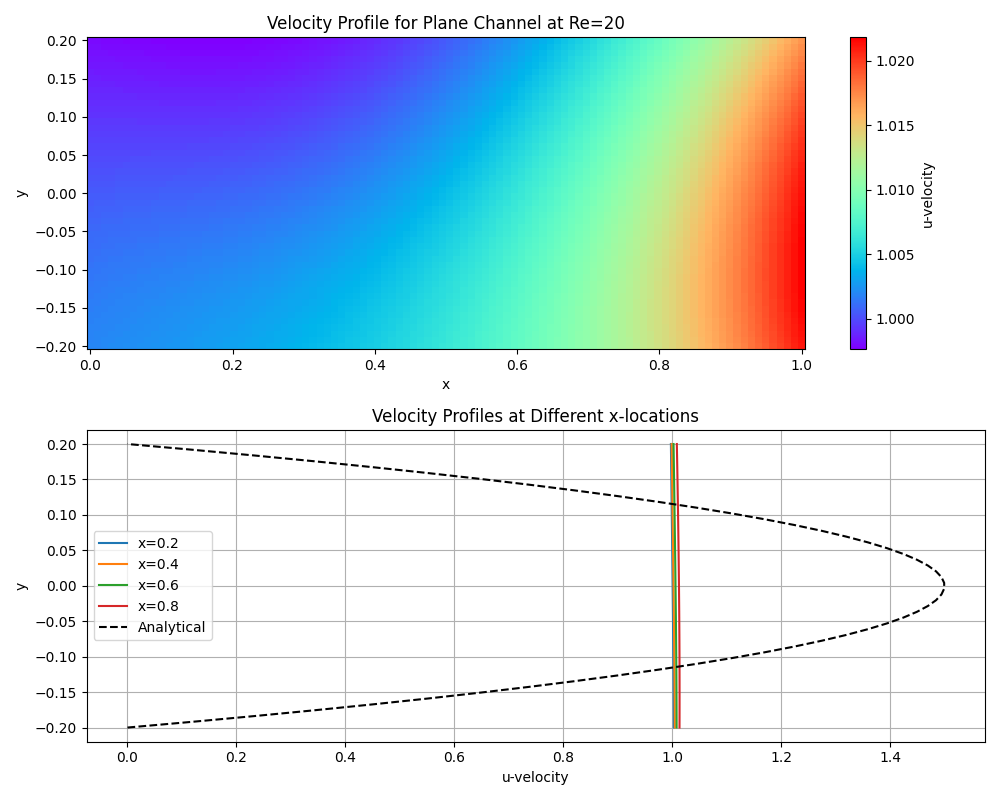 Velocity Profile for Plane Channel at Re=20
0.20
0.15
0.10
0.05
0.00
−0.05
−0.10
−0.15
−0.20
y
0.0 0.2 0.4 0.6 0.8 1.0
x
1.020
1.015
1.010
1.005
1.000
u-velocity
Velocity Profiles at Different x-locations
0.20
0.15
0.10
0.05
0.00
−0.05
−0.10
−0.15
−0.20
y
x=0.2
x=0.4
x=0.6
x=0.8
Analytical
0.0 0.2 0.4 0.6 0.8 1.0 1.2 1.4
u-velocity